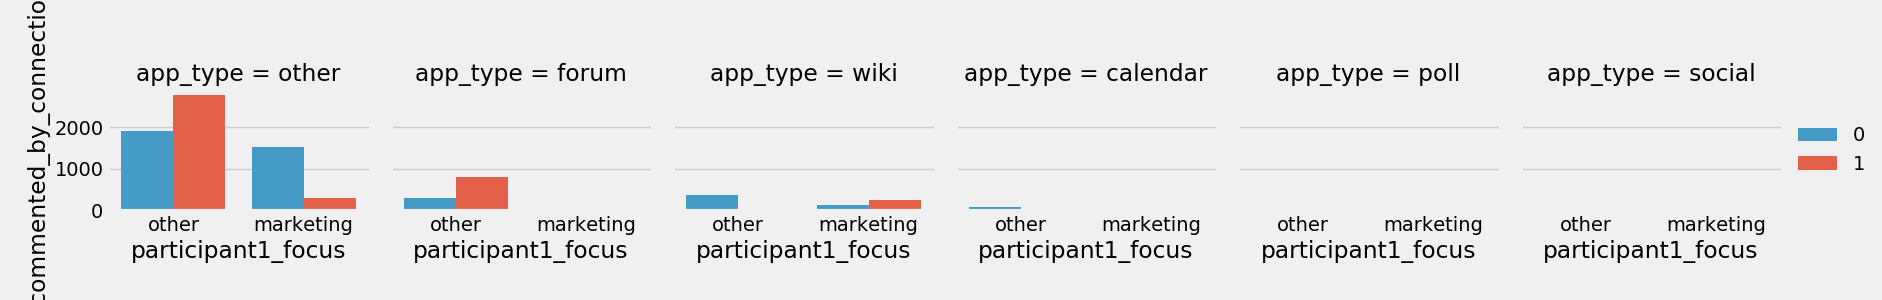 app_type = other
app_type = forum
app_type = wiki
app_type = calendar
app_type = poll
app_type = social
2000
1000
0
0
1
other marketing
other marketing
other marketing
other marketing
other marketing
other marketing
participant1_focus
participant1_focus
participant1_focus
participant1_focus
participant1_focus
participant1_focus